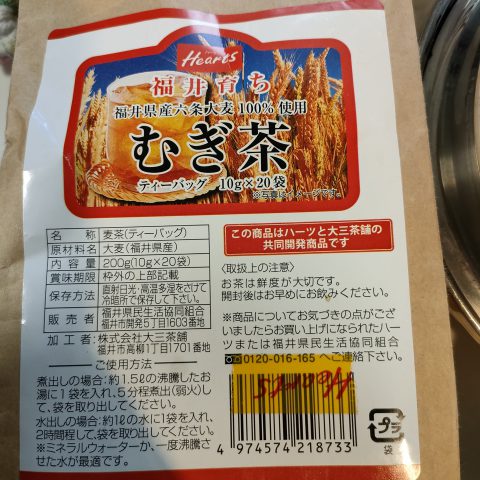 Hearts
福井育ち
福井県産六条大麦100%使用
むぎ茶
ティーバッグ 10g×20袋
※写真はイメージです。
名称 麦茶(ティーバッグ)
原材料名 大麦(福井県産)
内容量 200g(10g×20袋)
賞味期限 枠外の上部記載
保存方法 直射日光・高温多湿をさけて
冷暗所で保存して下さい。
販売者 福井県民生活協同組合
福井市開発5丁目1603番地
加工者 株式会社大三茶舗
福井市高柳1丁目1701番地
ご使用方法
煮出しの場合:約1.5ℓの沸騰したお
湯に1袋を入れ、5分程煮出(弱火)し
て、袋を取り出してください。
水出しの場合:約1ℓの水に1袋を入れ、
2時間程して、袋を取り出してください。
※ミネラルウォーターか、一度沸騰さ
せた水が最適です。
この商品はハーツと大三茶舗の
共同開発商品です
〈取扱上の注意〉
お茶は鮮度が大切です。
開封後はお早めにお飲みください。
※商品についてお気づきの点がござ
いましたらお買い上げになられたハー
ツまたは福井県民生活協同組合
0120-016-165 へご連絡下さい。
Hearts
4 974574 218733
プラ
袋